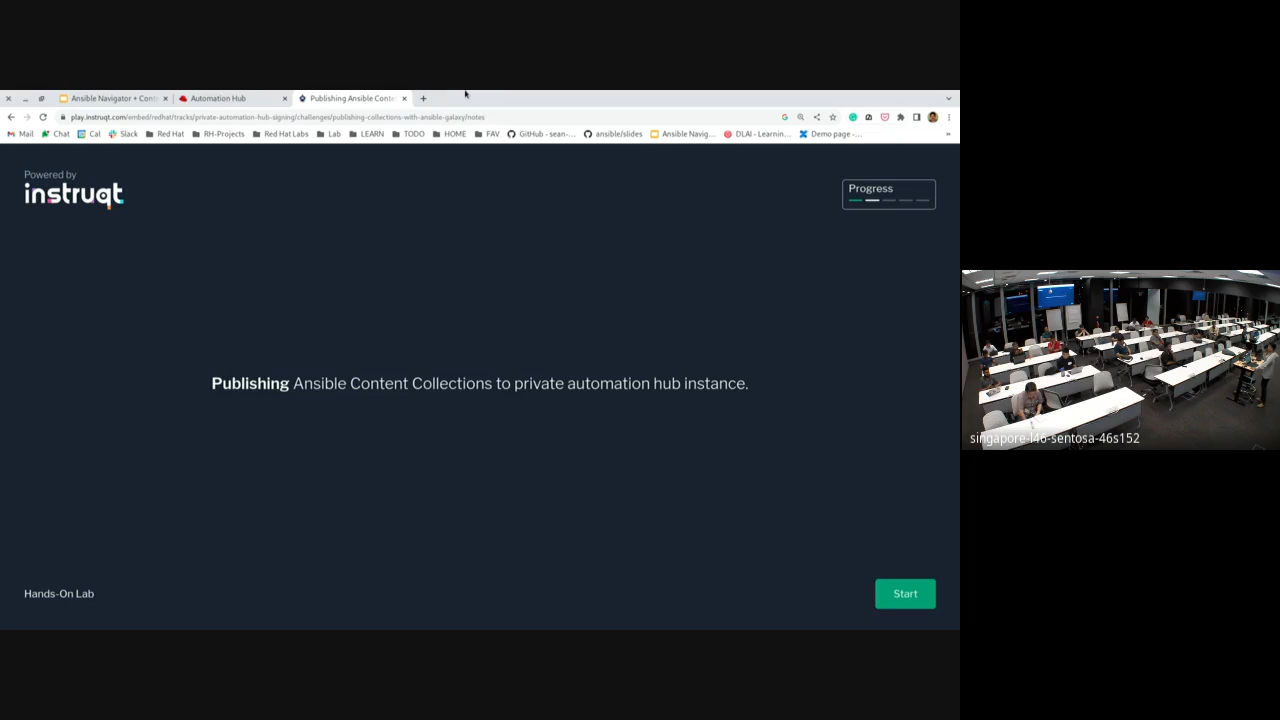 Ansible Navigator + Conte
Automation Hub
Publishing Ansible Conte
play.instruqt.com/embed/redhat/tracks/private-automation-hub-signing/challenges/publishing-collections-with-ansible-galaxy/notes
Mail
Chat
Cal
Slack
Red Hat
RH-Projects
Red Hat Labs
Lab
LEARN
TODO
HOME
FAV
GitHub - sean-...
ansible/slides
Ansible Navig...
DLAI - Learnin...
Demo page -...
Powered by
instruqt
Progress
Publishing Ansible Content Collections to private automation hub instance.
Hands-On Lab
Start
singapore-l46-sentosa-46s152